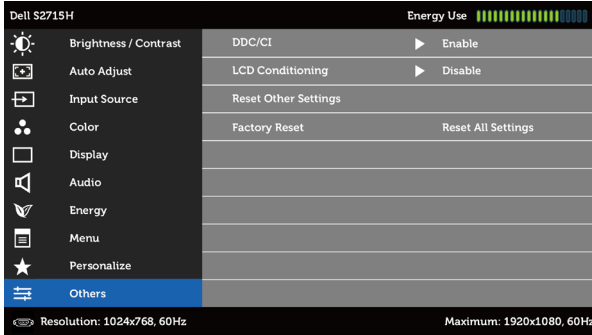 Dell S2715H Energy Use
Brightness / Contrast DDC/CI Enable
Auto Adjust LCD Conditioning Disable
Input Source Reset Other Settings
Color Factory Reset Reset All Settings
Display
Audio
Energy
Menu
Personalize
Others
Resolution: 1024x768, 60Hz Maximum: 1920x1080, 60Hz